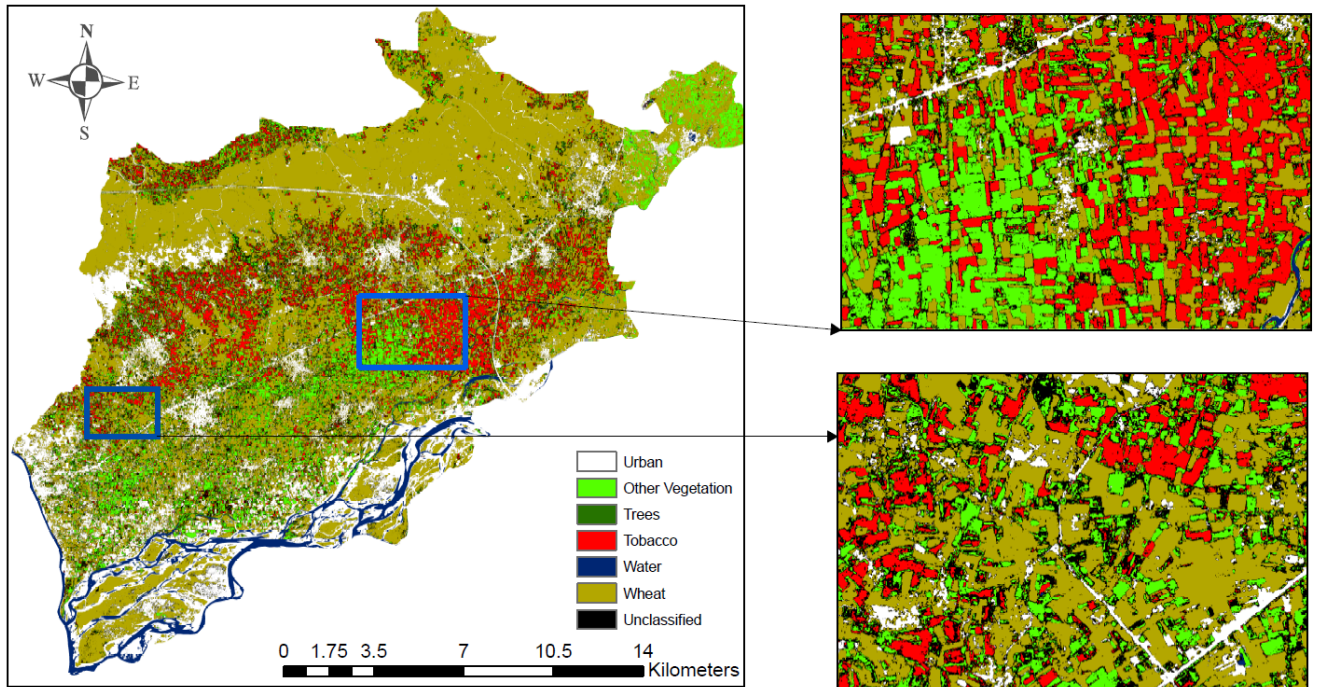 N
W E
S
Urban
Other Vegetation
Trees
Tobacco
Water
Wheat
Unclassified
0 1.75 3.5 7 10.5 14
Kilometers